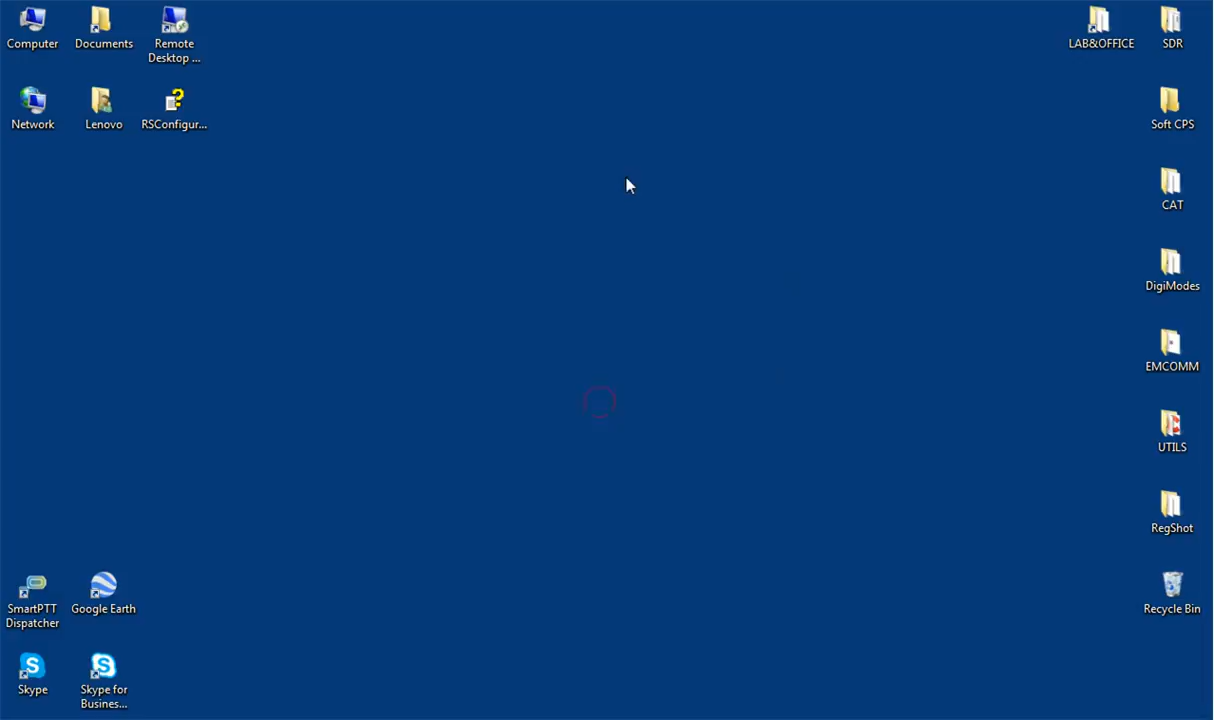 Computer
Documents
Remote
Desktop ...
LAB&OFFICE
SDR
Network
Lenovo
RSConfigur...
Soft CPS
CAT
DigiModes
EMCOMM
UTILS
RegShot
SmartPTT
Dispatcher
Google Earth
Recycle Bin
Skype
Skype for
Busines...